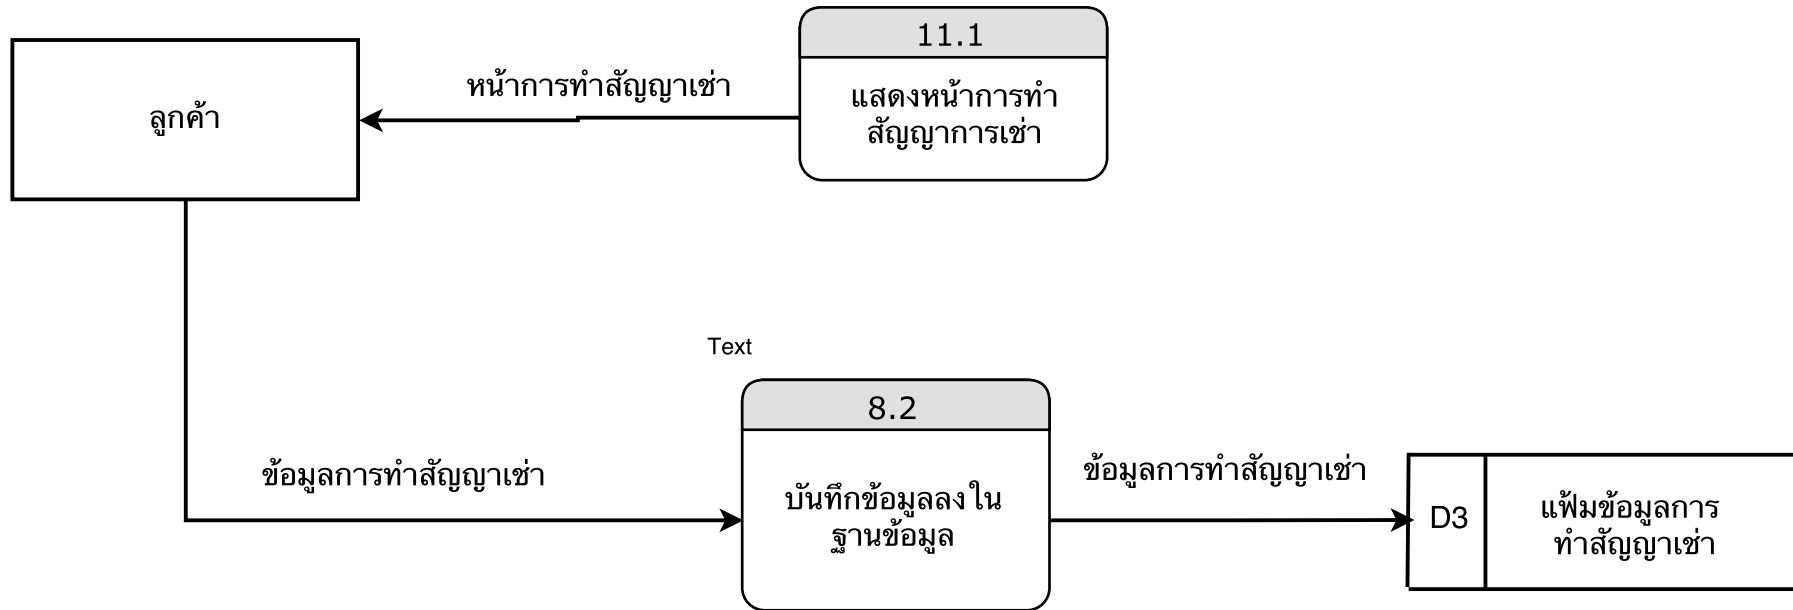 11.1
หน้าการทำสัญญาเช่า
แสดงหน้าการทำ
สัญญาการเช่า
ลูกค้า
Text
8.2
ข้อมูลการทำสัญญาเช่า
บันทึกข้อมูลลงใน
ฐานข้อมูล
ข้อมูลการทำสัญญาเช่า
D3
แฟ้มข้อมูลการ
ทำสัญญาเช่า